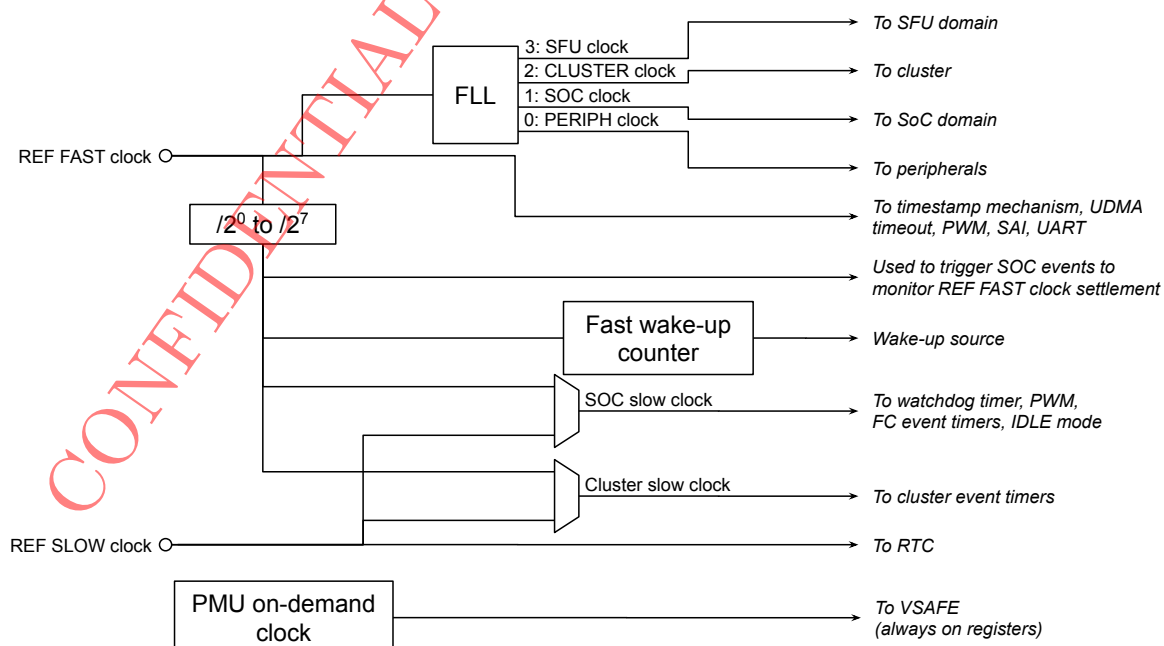 To SFU domain
3: SFU clock
2: CLUSTER clock
To cluster
FLL
1: SOC clock
0: PERIPH clock
To SoC domain
REF FAST clock
To peripherals
/2⁰ to /2⁷
To timestamp mechanism, UDMA
timeout, PWM, SAI, UART
Used to trigger SOC events to
monitor REF FAST clock settlement
Fast wake-up
counter
Wake-up source
SOC slow clock
To watchdog timer, PWM,
FC event timers, IDLE mode
Cluster slow clock
To cluster event timers
REF SLOW clock
To RTC
PMU on-demand
clock
To VSAFE
(always on registers)
CONFIDENTIAL